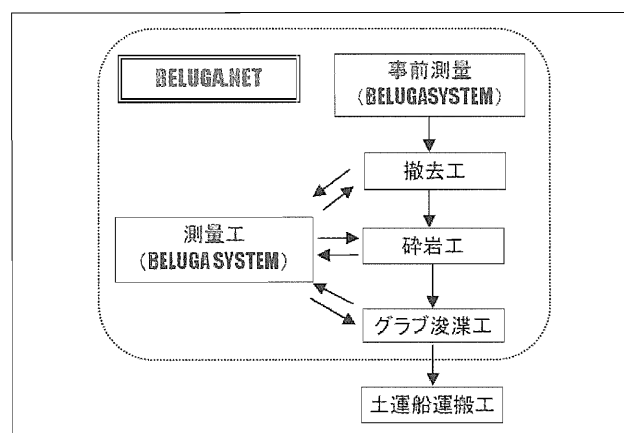 BELUGA.NET
事前測量
(BELUGASYSTEM)
撤去工
測量工
(BELUGA SYSTEM)
砕岩工
グラブ浚渫工
土運船運搬工